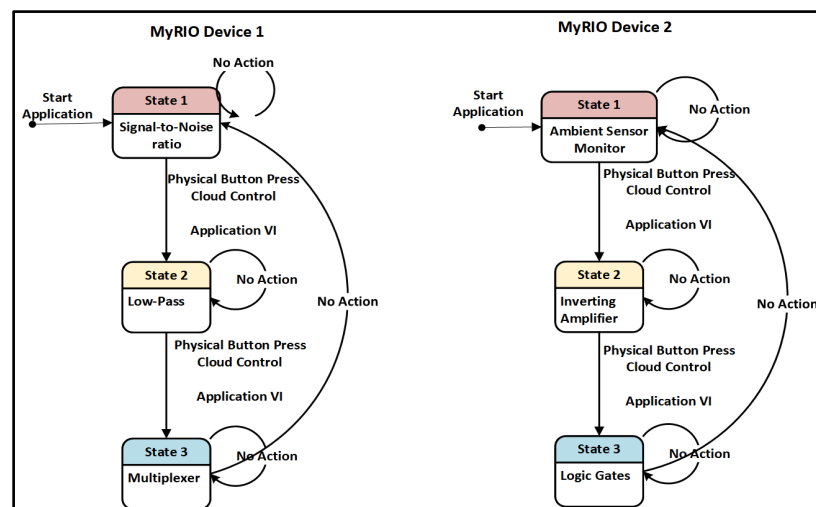 MyRIO Device 1
No Action
Start
Application
State 1
Signal-to-Noise
ratio
Physical Button Press
Cloud Control
Application VI
State 2
Low-Pass
No Action
No Action
Physical Button Press
Cloud Control
Application VI
State 3
Multiplexer
No Action
MyRIO Device 2
Start
Application
State 1
Ambient Sensor
Monitor
No Action
Physical Button Press
Cloud Control
Application VI
State 2
Inverting
Amplifier
No Action
No Action
Physical Button Press
Cloud Control
Application VI
State 3
Logic Gates
No Action